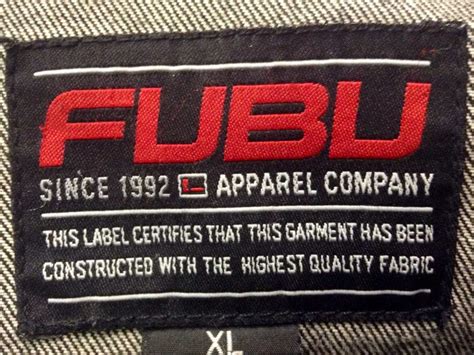 FUBU
SINCE 1992 APPAREL COMPANY
THIS LABEL CERTIFIES THAT THIS GARMENT HAS BEEN
CONSTRUCTED WITH THE HIGHEST QUALITY FABRIC
XL